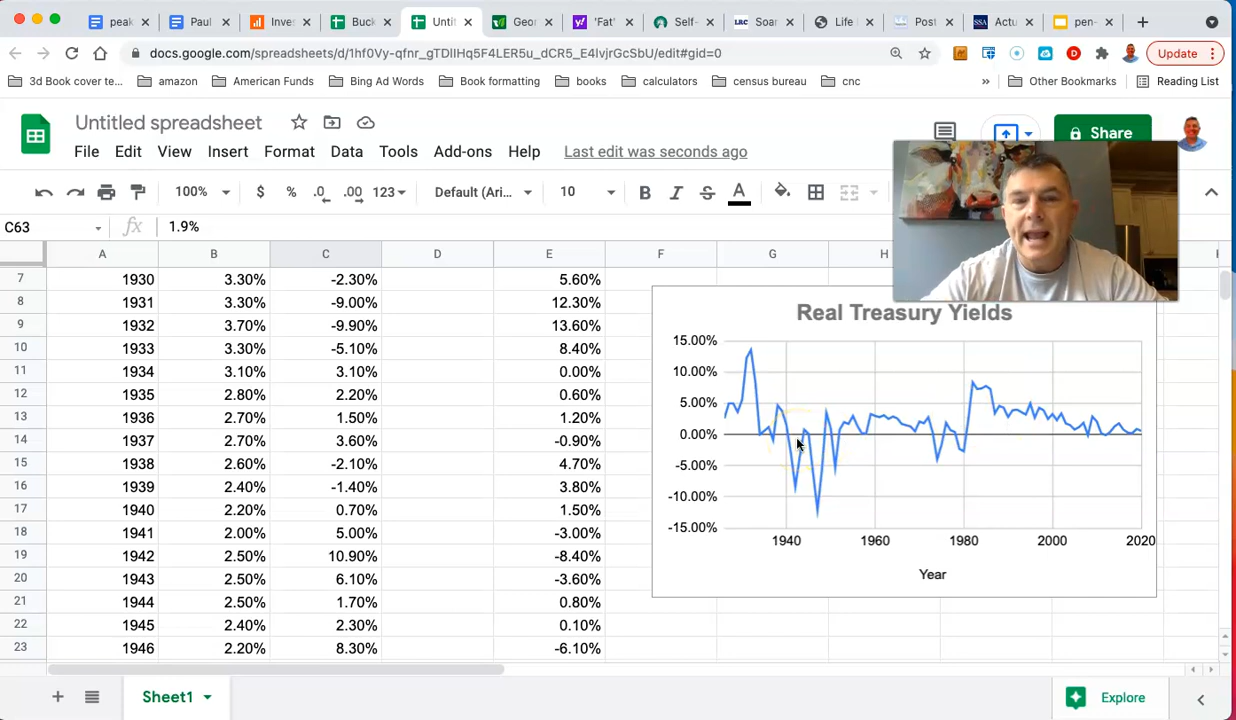 peak
Paul
Inves
Buck
Untit
Geor
'Fat'
Self-
LRC
Soar
Life
Post
SSA
Actu
pen-
docs.google.com/spreadsheets/d/1hf0Vy-qfnr_gTDlIHq5F4LER5u_dCR5_E4lvjrGcSbU/edit#gid=0
Update
3d Book cover te...
amazon
American Funds
Bing Ad Words
Book formatting
books
calculators
census bureau
cnc
»
Other Bookmarks
Reading List
Untitled spreadsheet
Share
File Edit View Insert Format Data Tools Add-ons Help Last edit was seconds ago
100% $ % .0 .00 123 Default (Ari... 10 B I S A
C63 fx 1.9%
A B C D E F G H
7 1930 3.30% -2.30% 5.60%
8 1931 3.30% -9.00% 12.30%
9 1932 3.70% -9.90% 13.60%
10 1933 3.30% -5.10% 8.40%
11 1934 3.10% 3.10% 0.00%
12 1935 2.80% 2.20% 0.60%
13 1936 2.70% 1.50% 1.20%
14 1937 2.70% 3.60% -0.90%
15 1938 2.60% -2.10% 4.70%
16 1939 2.40% -1.40% 3.80%
17 1940 2.20% 0.70% 1.50%
18 1941 2.00% 5.00% -3.00%
19 1942 2.50% 10.90% -8.40%
20 1943 2.50% 6.10% -3.60%
21 1944 2.50% 1.70% 0.80%
22 1945 2.40% 2.30% 0.10%
23 1946 2.20% 8.30% -6.10%
Real Treasury Yields
15.00%
10.00%
5.00%
0.00%
-5.00%
-10.00%
-15.00%
1940 1960 1980 2000 2020
Year
Sheet1
Explore